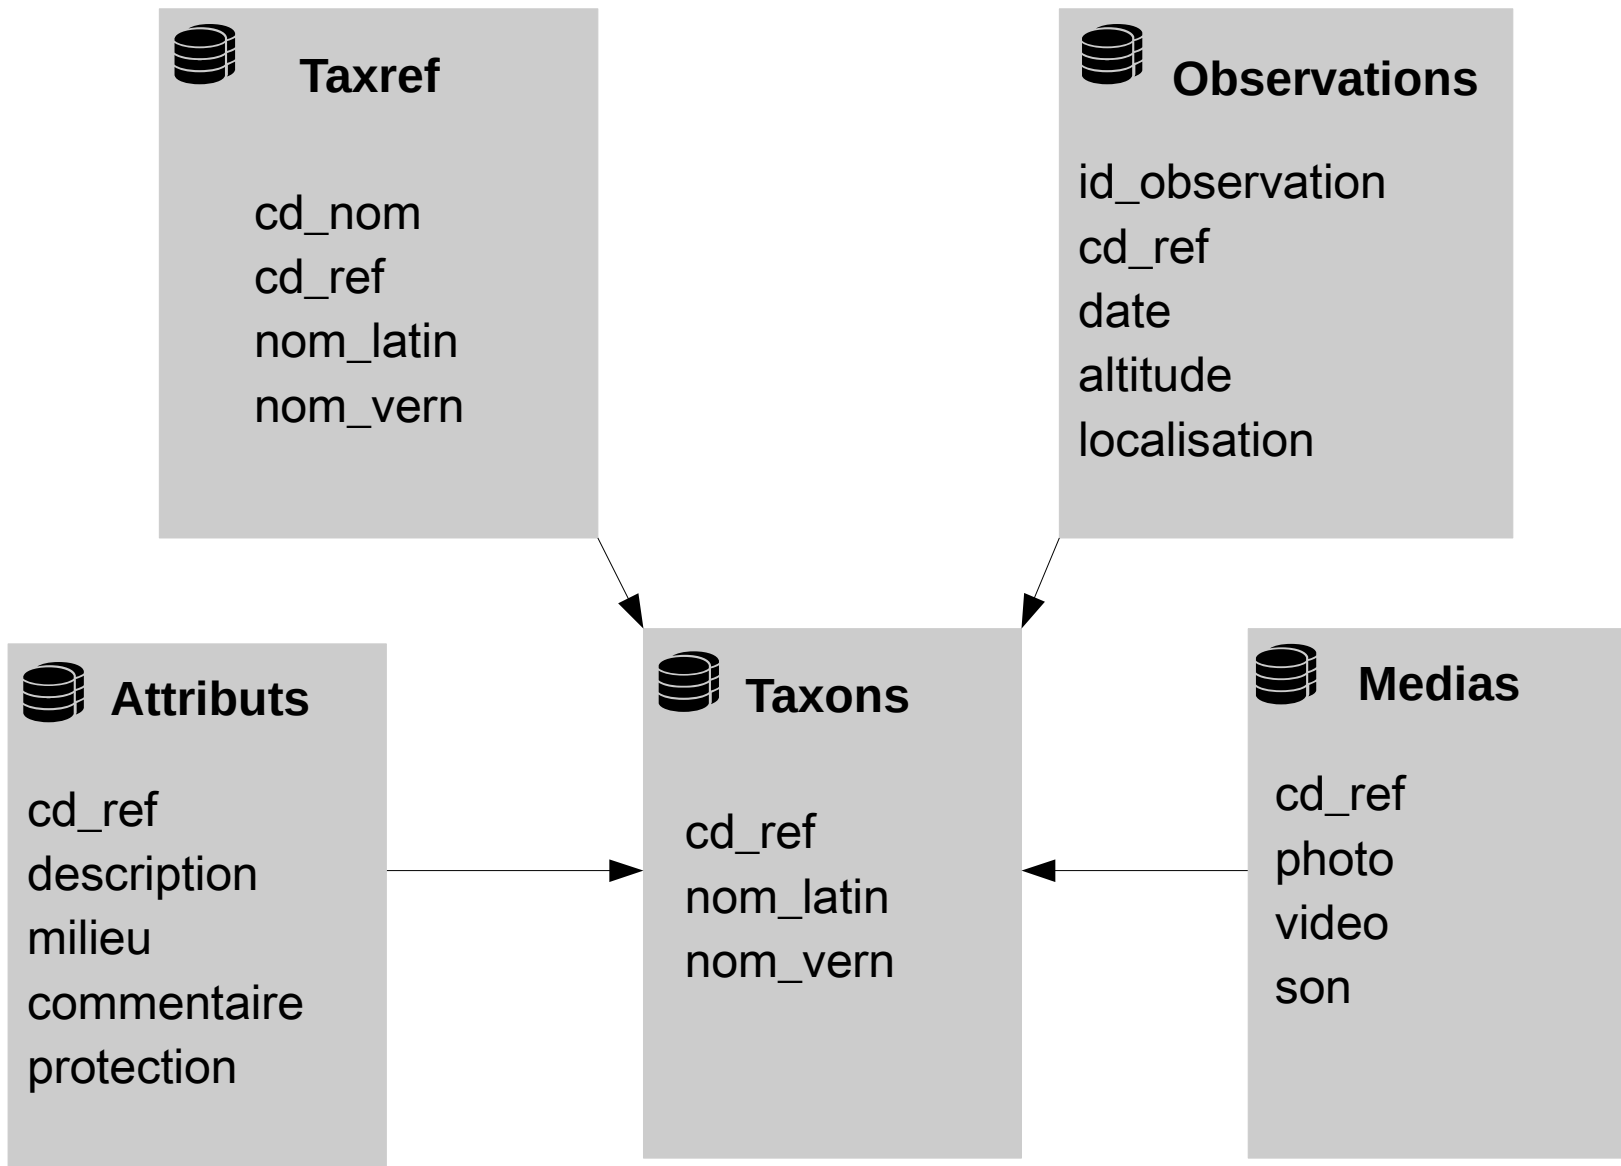 Taxref
cd_nom
cd_ref
nom_latin
nom_vern
Observations
id_observation
cd_ref
date
altitude
localisation
Attributs
cd_ref
description
milieu
commentaire
protection
Taxons
cd_ref
nom_latin
nom_vern
Medias
cd_ref
photo
video
son